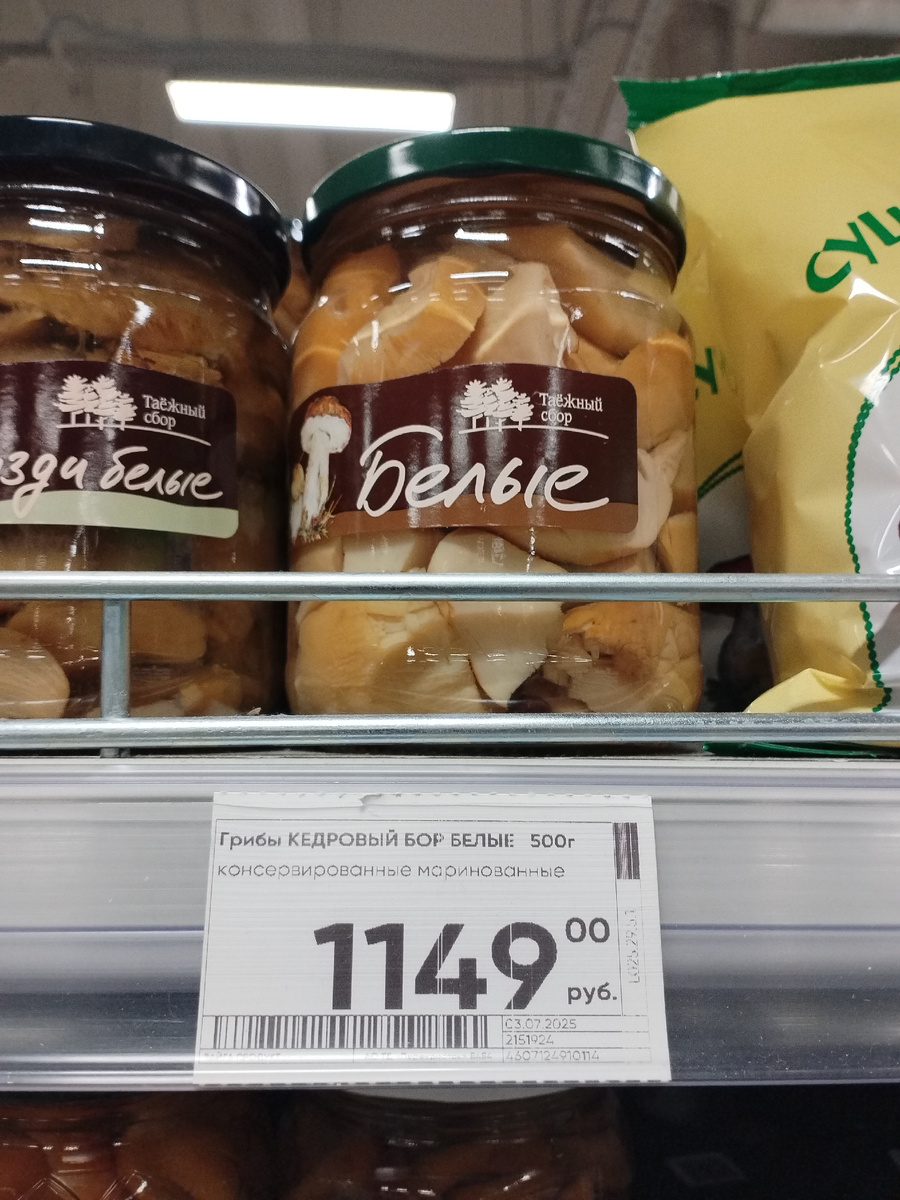 СУШ
Таёжный
сбор
зди белые
Таёжный
сбор
Белые
Грибы КЕДРОВЫЙ БОР БЕЛЫЕ 500г
консервированные маринованные
1149 00
руб.
03.07.2025
2151924
4607124910114